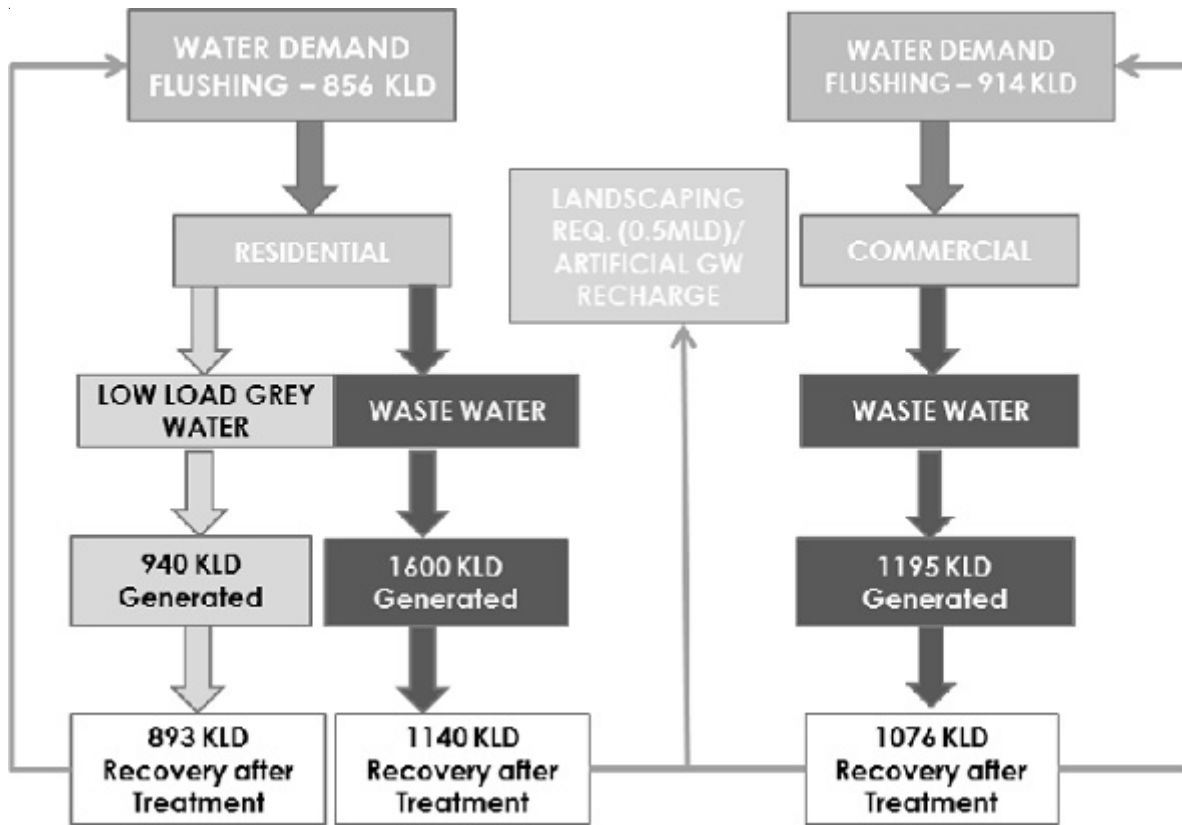 WATER DEMAND
FLUSHING – 856 KLD
WATER DEMAND
FLUSHING – 914 KLD
LANDSCAPING
REQ. (0.5MLD)/
ARTIFICIAL GW
RECHARGE
RESIDENTIAL
COMMERCIAL
LOW LOAD GREY
WATER
WASTE WATER
WASTE WATER
940 KLD
Generated
1600 KLD
Generated
1195 KLD
Generated
893 KLD
Recovery after
Treatment
1140 KLD
Recovery after
Treatment
1076 KLD
Recovery after
Treatment